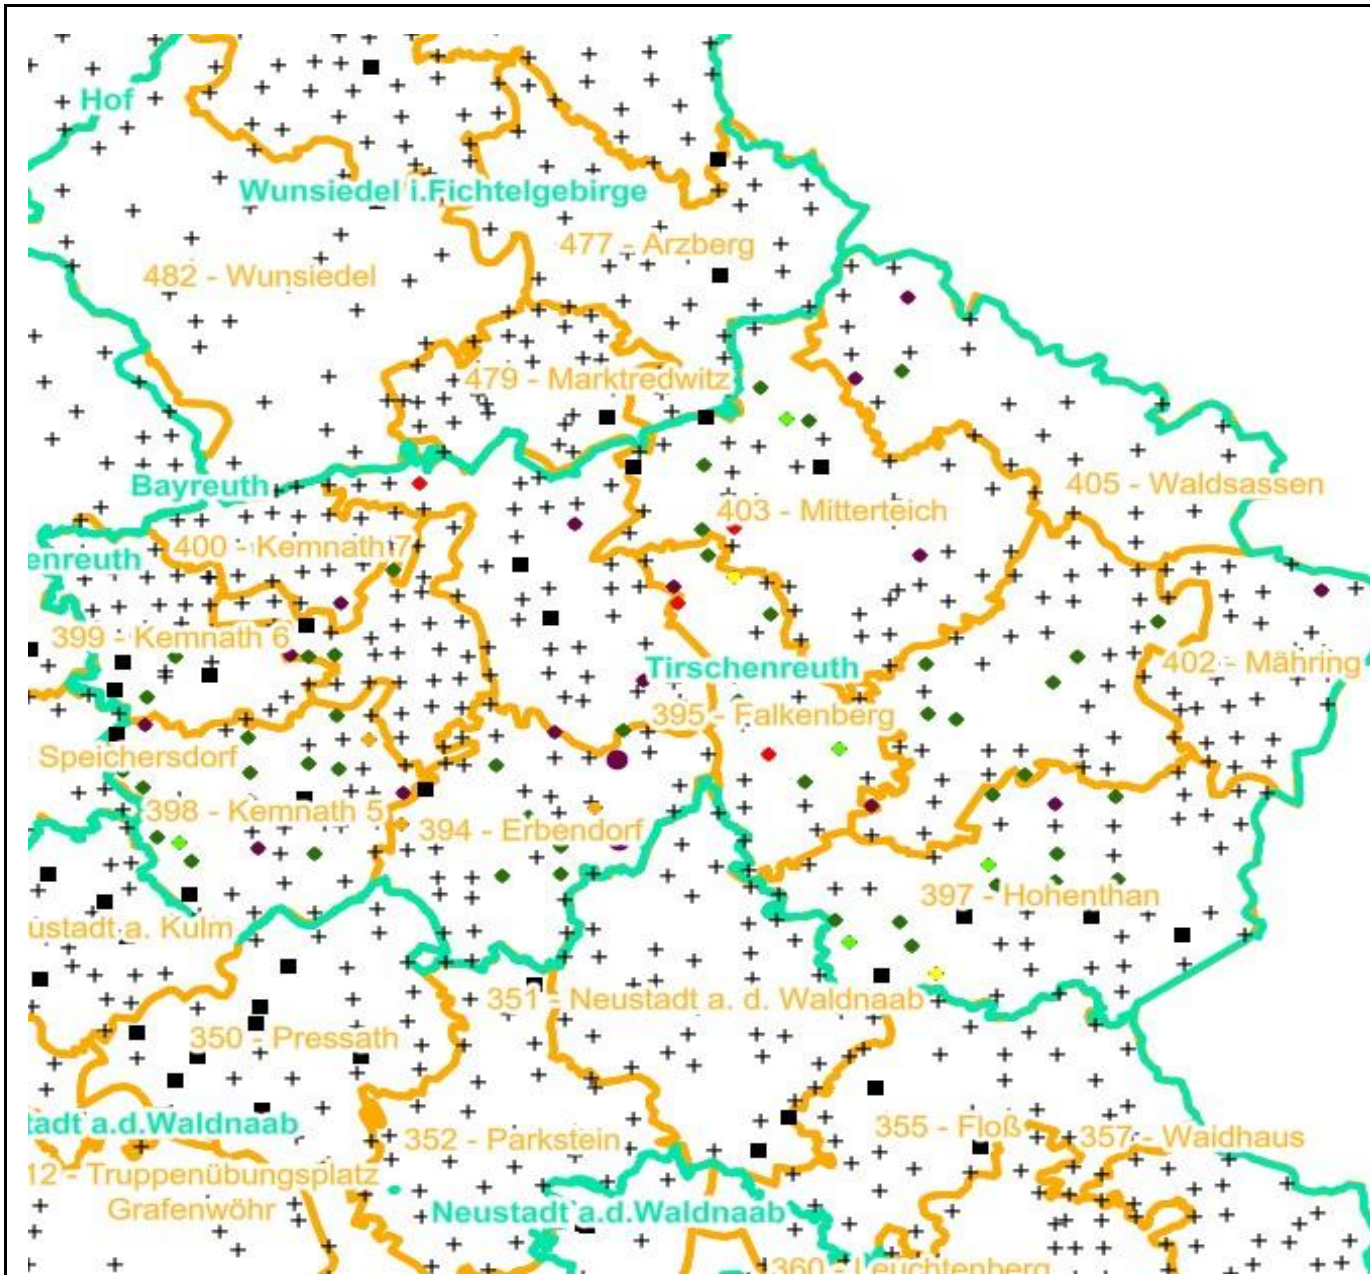 Hof
Wunsiedel i.Fichtelgebirge
477 - Arzberg
482 - Wunsiedel
479 - Marktredwitz
Bayreuth
405 - Waldsassen
403 - Mitterteich
400 - Kemnath 7
enreuth
399 - Kemnath 6
Tirschenreuth
402 - Mähring
395 - Falkenberg
Speichersdorf
398 - Kemnath 5
394 - Erbendorf
397 - Hohenthan
ustadt a. Kulm
351 - Neustadt a. d. Waldnaab
350 - Pressath
tadt a.d.Waldnaab
352 - Parkstein
355 - Floß
357 - Waidhaus
12 - Truppenübungsplatz
Grafenwöhr
Neustadt a.d.Waldnaab
360 - Leuchtenberg